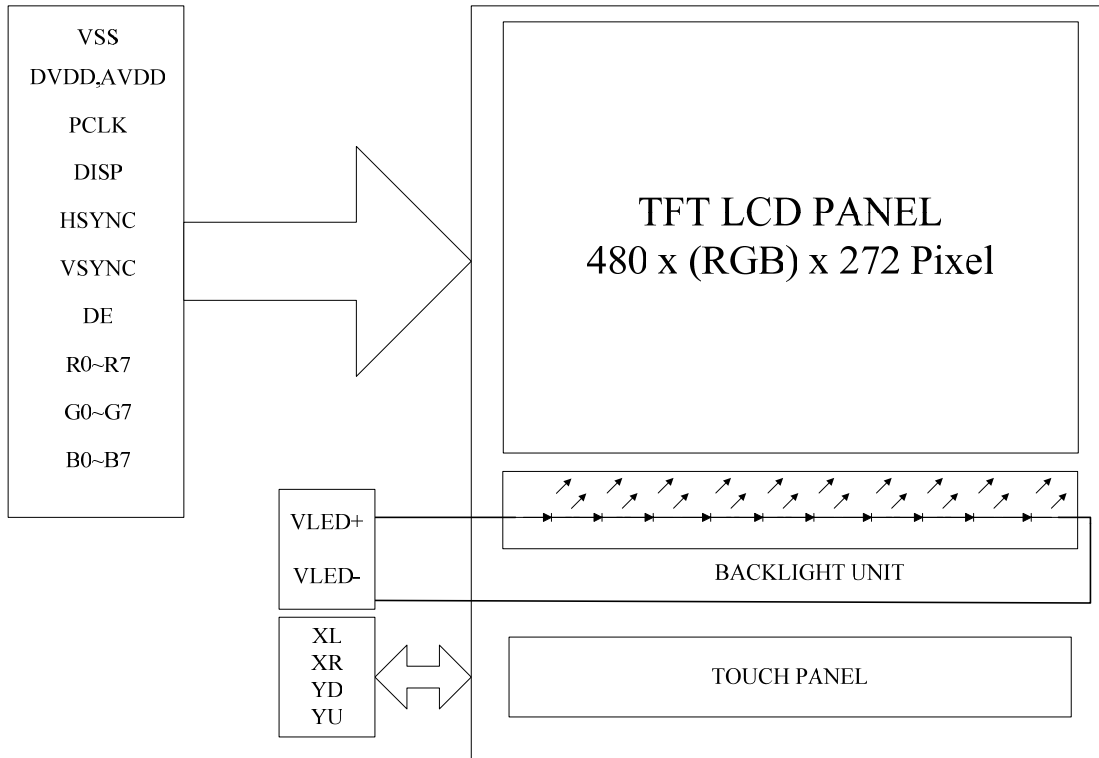 VSS
DVDD,AVDD
PCLK
DISP
HSYNC
VSYNC
DE
R0~R7
G0~G7
B0~B7
TFT LCD PANEL
480 x (RGB) x 272 Pixel
VLED+
VLED-
BACKLIGHT UNIT
XL
XR
YD
YU
TOUCH PANEL